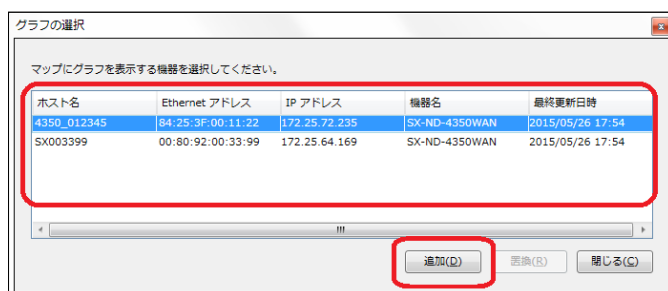 グラフの選択
マップにグラフを表示する機器を選択してください。
ホスト名 Ethernet アドレス IP アドレス 機器名 最終更新日時
4350_012345 84:25:3F:00:11:22 172.25.72.235 SX-ND-4350WAN 2015/05/26 17:54
SX003399 00:80:92:00:33:99 172.25.64.169 SX-ND-4350WAN 2015/05/26 17:54
追加(D) 置換(R) 閉じる(C)